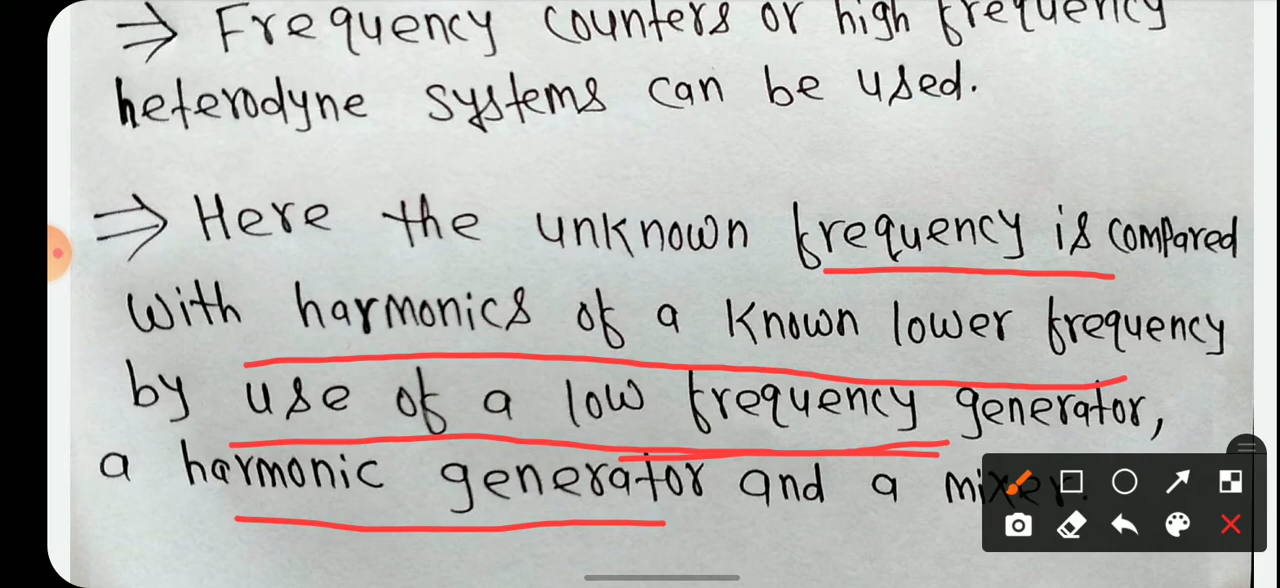 ⇒ Frequency counters or high frequency
heterodyne systems can be used.
⇒ Here the unknown frequency is compared
with harmonics of a known lower frequency
by use of a low frequency generator,
a harmonic generator and a mixer.